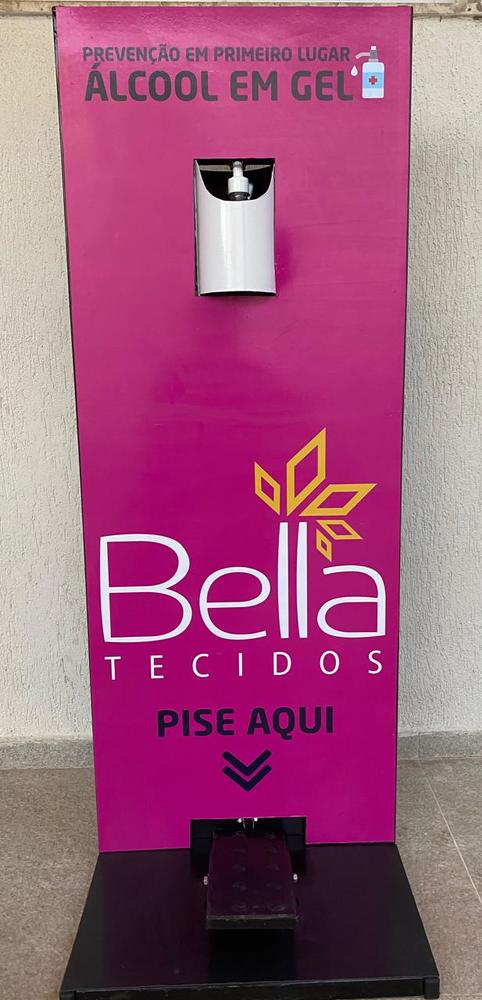 PREVENÇÃO EM PRIMEIRO LUGAR
ÁLCOOL EM GEL
Bella
TECIDOS
PISE AQUI